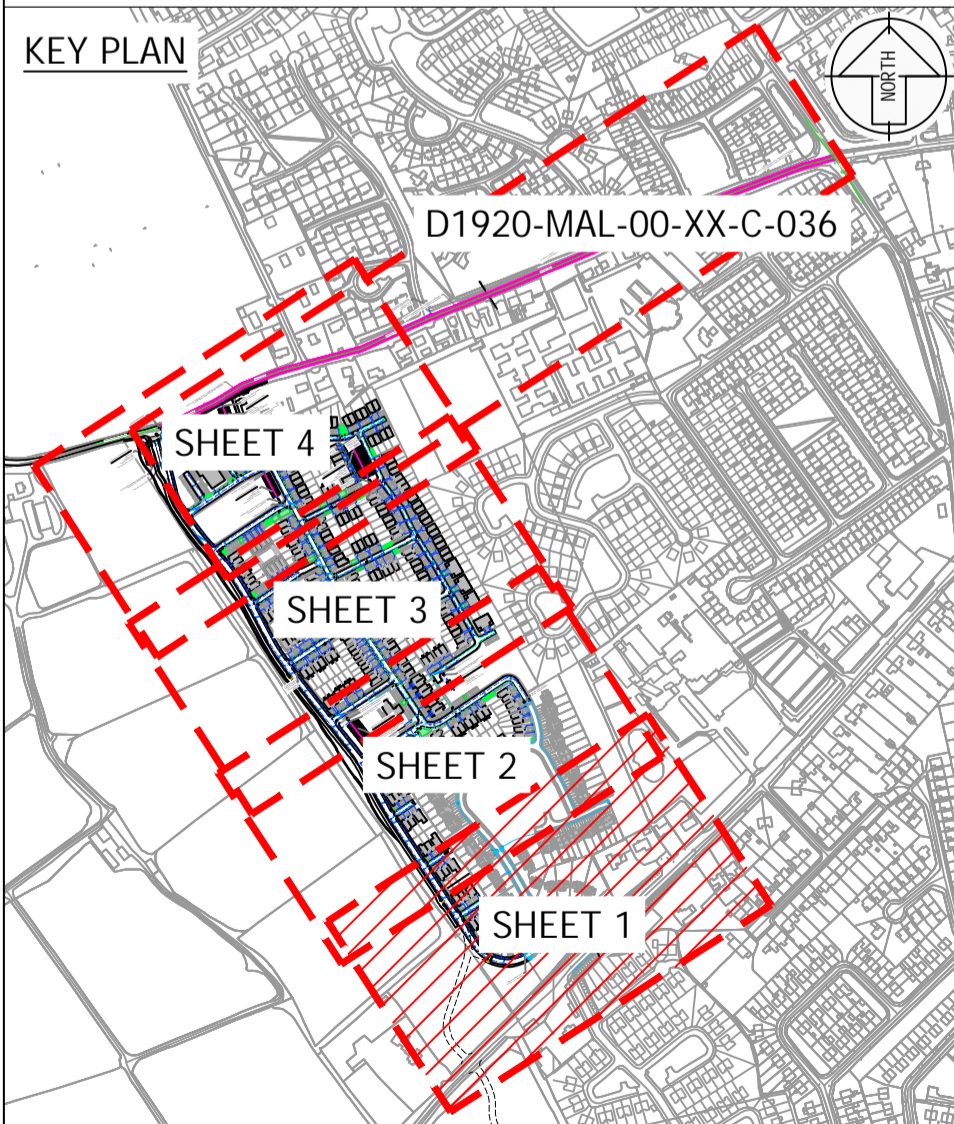 KEY PLAN
NORTH
D1920-MAL-00-XX-C-036
SHEET 4
SHEET 3
SHEET 2
SHEET 1